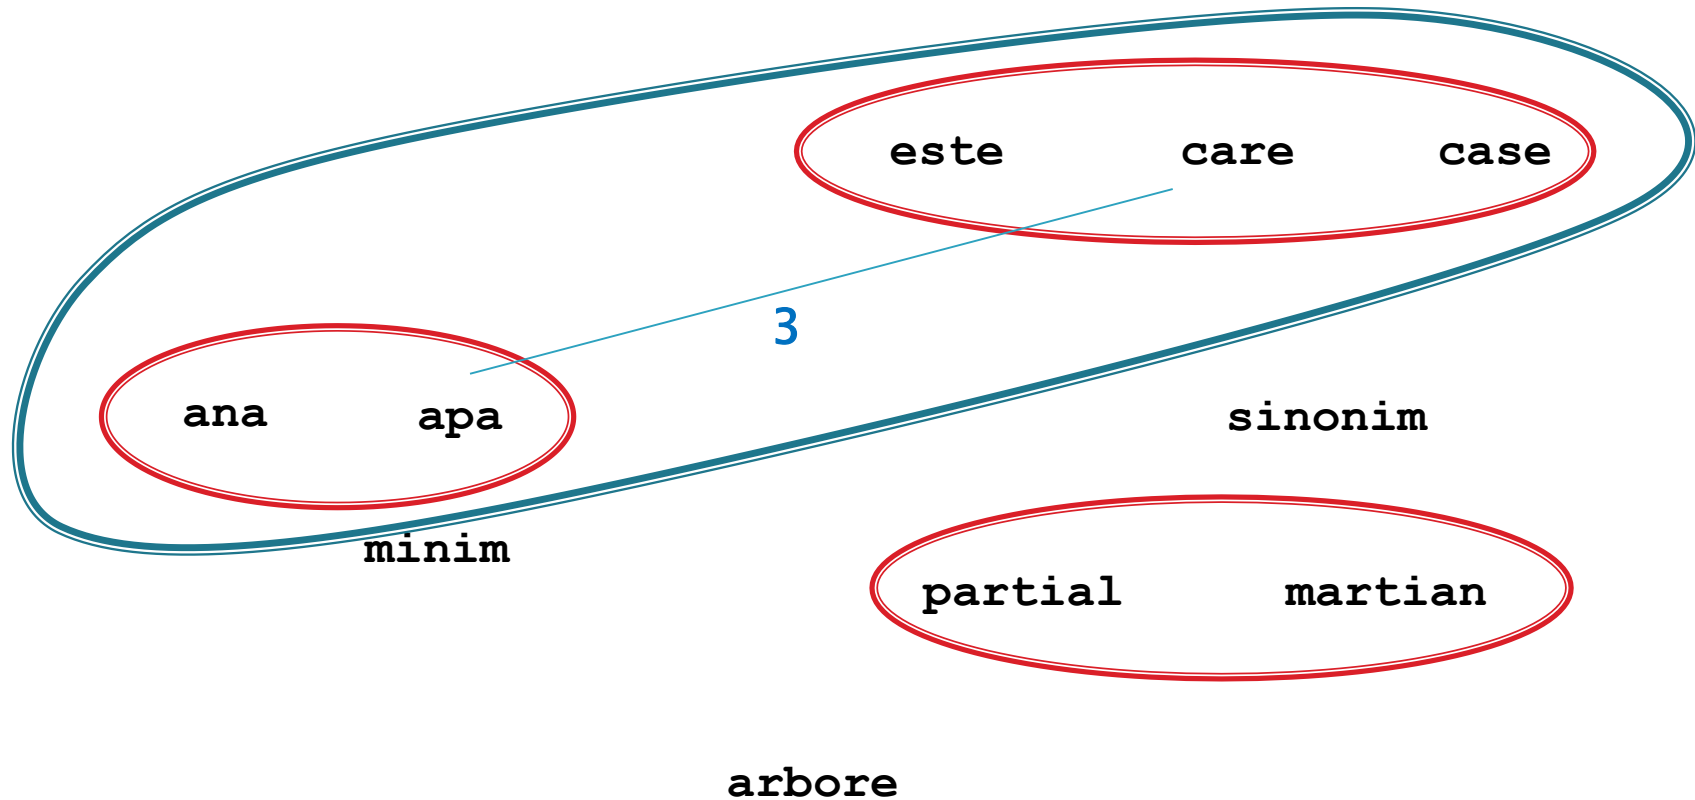 este care case
3
ana apa
sinonim
minim
partial martian
arbore